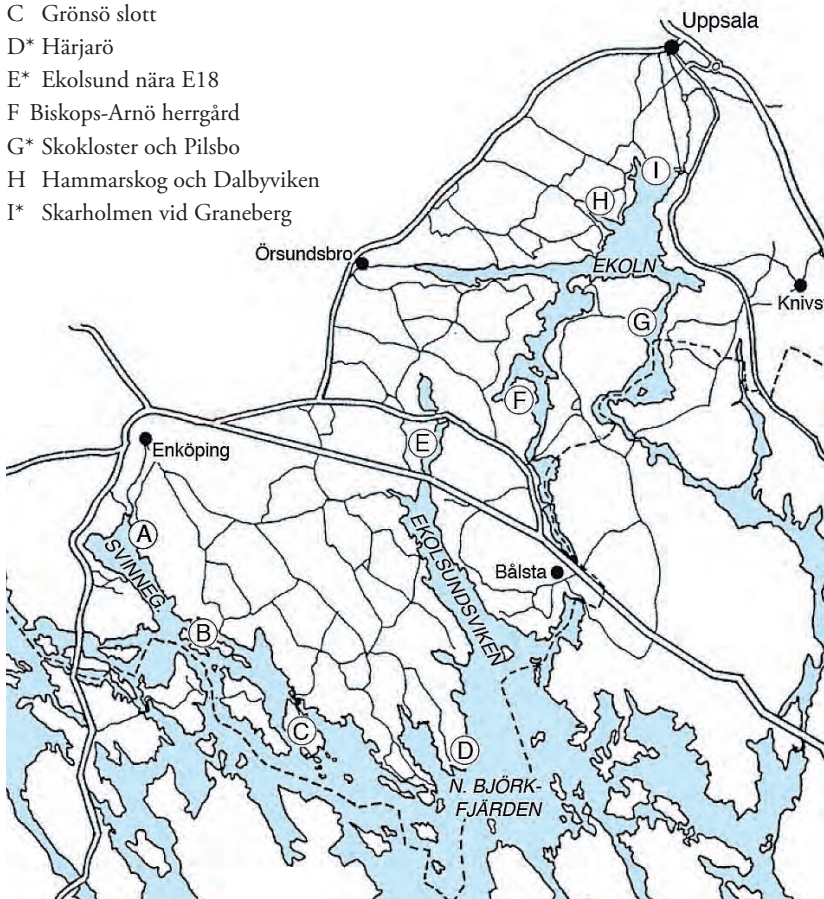 C Grönsö slott
D* Härjarö
E* Ekolsund nära E18
F Biskops-Arnö herrgård
G* Skokloster och Pilsbo
H Hammarskog och Dalbyviken
I* Skarholmen vid Graneberg
Uppsala
I
H
Örsundsbro
EKOLN
Knivs
G
F
E
Enköping
A
SVINNEG.
EKOLSUNDSVIKEN
Bålsta
B
C
D
N. BJÖRK-
FJÄRDEN